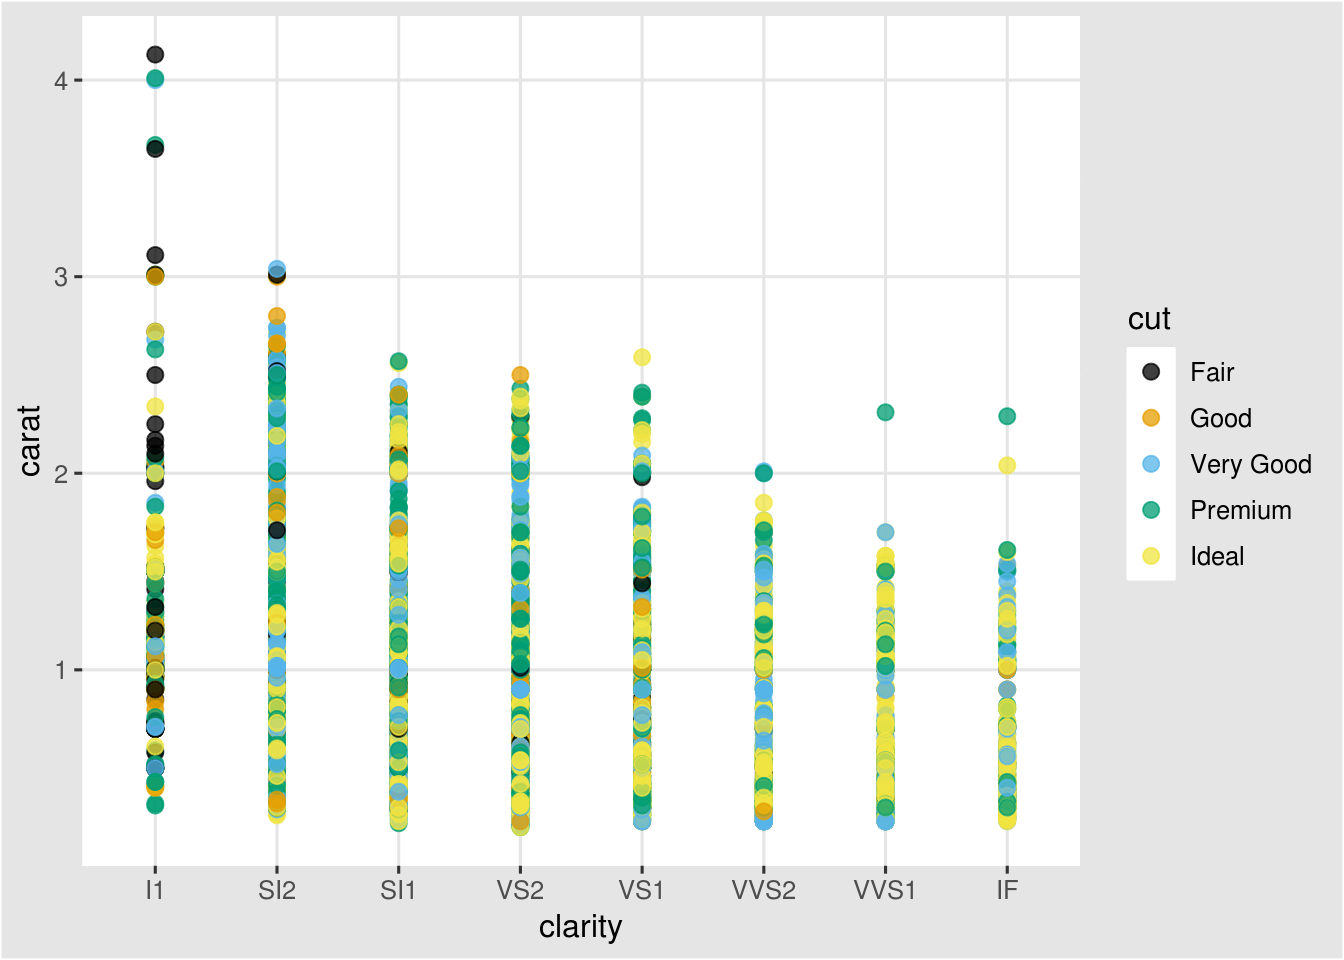 4
3
2
1
carat
I1 SI2 SI1 VS2 VS1 VVS2 VVS1 IF
clarity
cut
Fair
Good
Very Good
Premium
Ideal